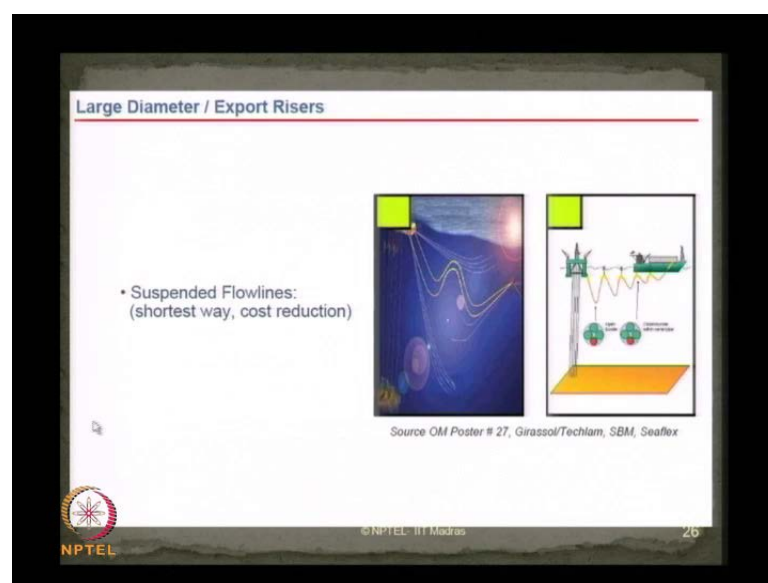 Large Diameter / Export Risers
• Suspended Flowlines:
(shortest way, cost reduction)
Source OM Poster # 27, Girassol/Techlam, SBM, Seaflex
©NPTEL- IIT Madras
26
NPTEL